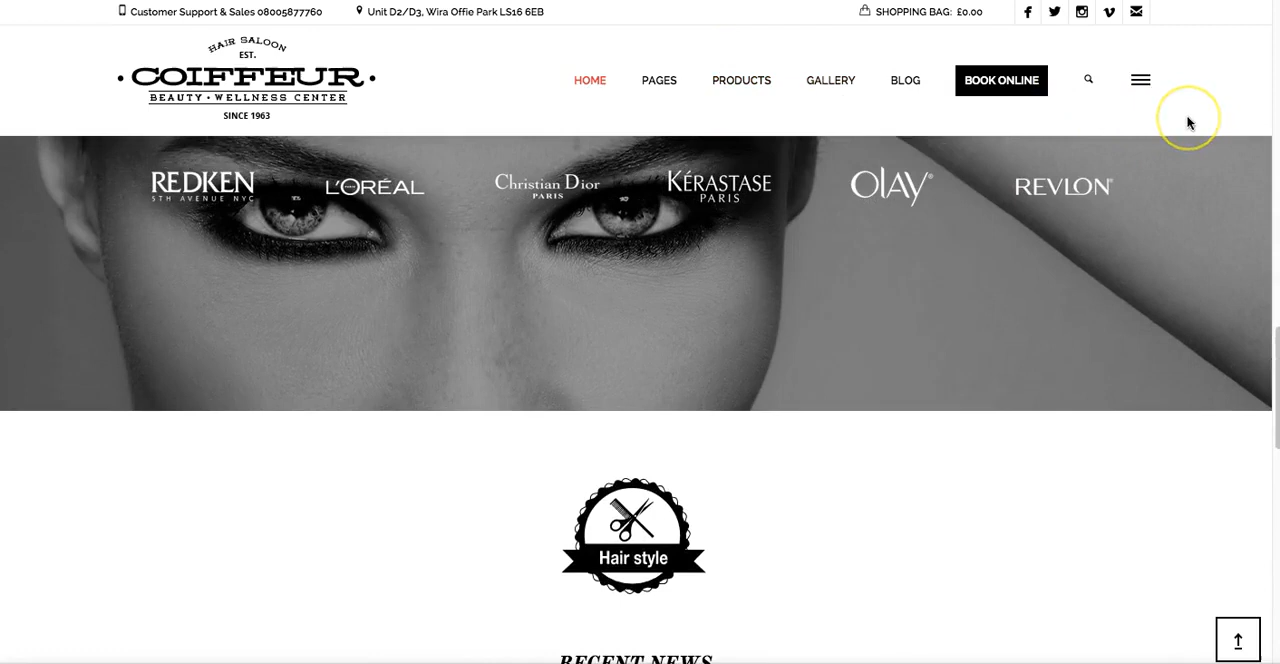 Customer Support & Sales 08005877760
Unit D2/D3, Wira Offie Park LS16 6EB
SHOPPING BAG: £0.00
HAIR SALOON
EST.
• COIFFEUR •
BEAUTY • WELLNESS CENTER
SINCE 1963
HOME
PAGES
PRODUCTS
GALLERY
BLOG
BOOK ONLINE
REDKEN
5TH AVENUE NYC
L'ORÉAL
Christian Dior
PARIS
KÉRASTASE
PARIS
OLAY®
REVLON®
Hair style
RECENT NEWS